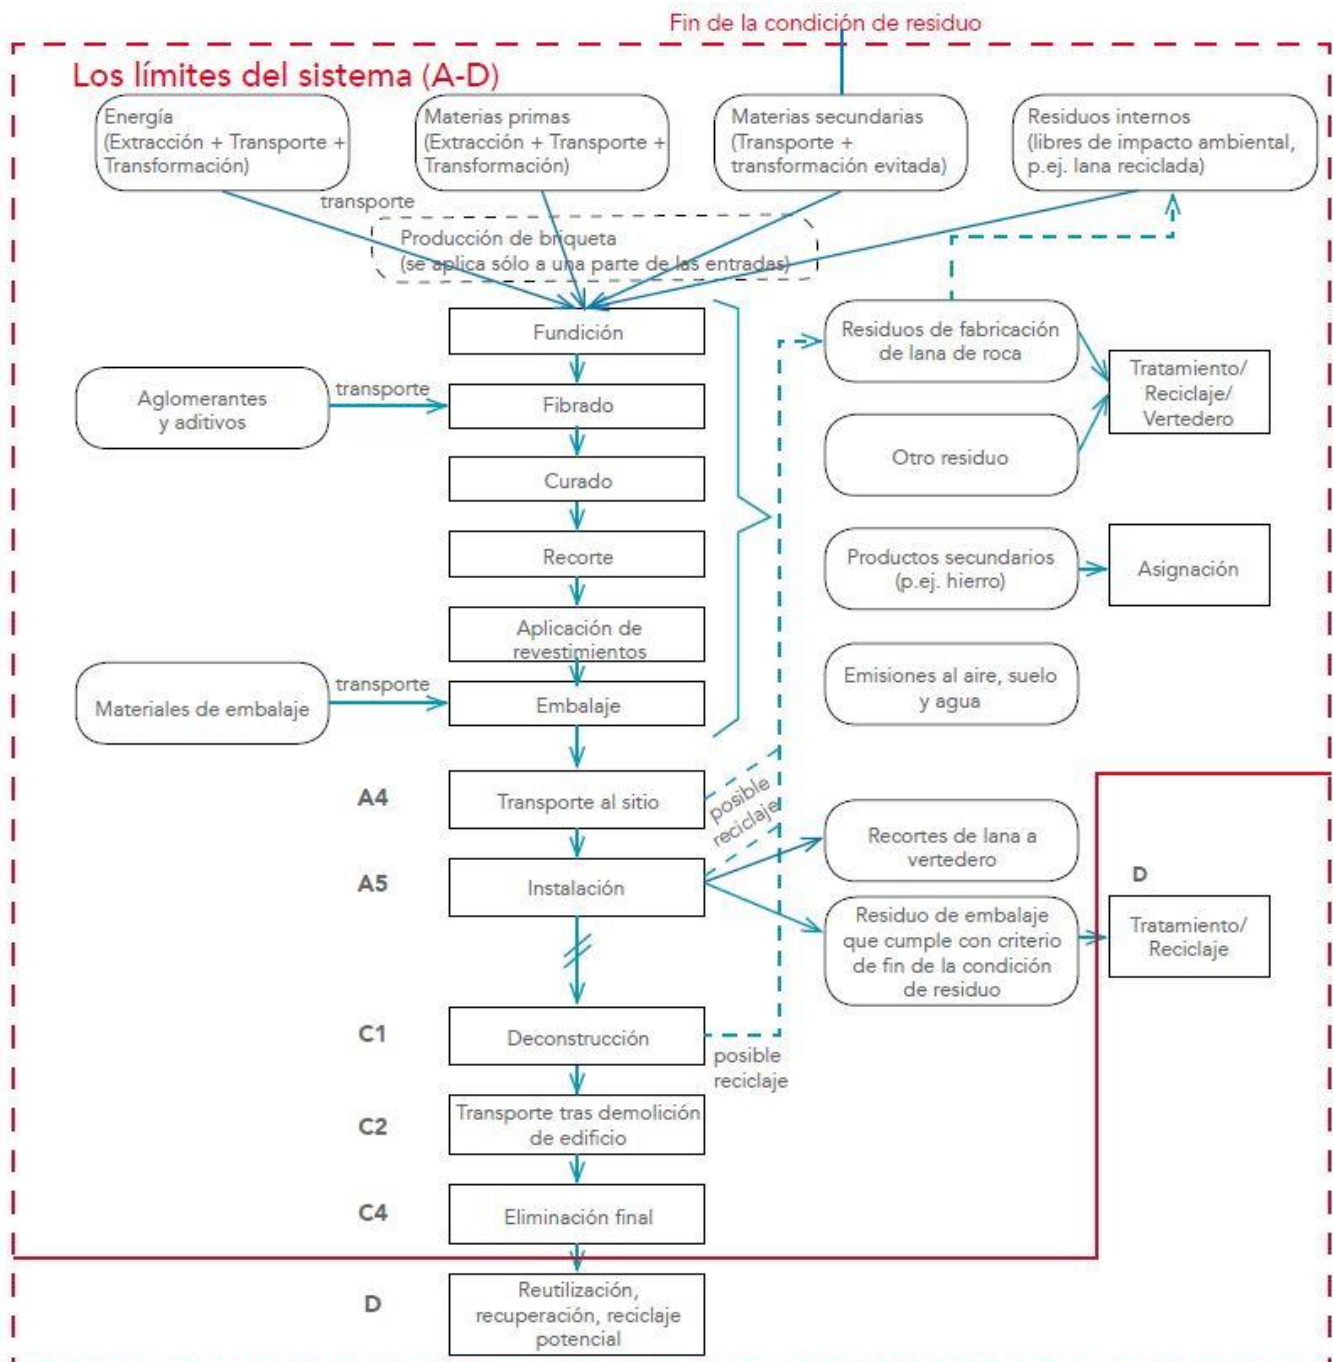 Fin de la condición de residuo
Los límites del sistema (A-D)
Energía
(Extracción + Transporte +
Transformación)
Materias primas
(Extracción + Transporte +
Transformación)
Materias secundarias
(Transporte +
transformación evitada)
Residuos internos
(libres de impacto ambiental,
p.ej. lana reciclada)
transporte
Producción de briqueta
(se aplica sólo a una parte de las entradas)
Fundición
Residuos de fabricación
de lana de roca
Tratamiento/
Reciclaje/
Vertedero
Aglomerantes
y aditivos
transporte
Fibrado
Otro residuo
Curado
Recorte
Productos secundarios
(p.ej. hierro)
Asignación
Aplicación de
revestimientos
Emisiones al aire, suelo
y agua
Materiales de embalaje
transporte
Embalaje
A4
Transporte al sitio
posible
reciclaje
Recortes de lana a
vertedero
A5
Instalación
Residuo de embalaje
que cumple con criterio
de fin de la condición
de residuo
D
Tratamiento/
Reciclaje
C1
Deconstrucción
posible
reciclaje
C2
Transporte tras demolición
de edificio
C4
Eliminación final
D
Reutilización,
recuperación, reciclaje
potencial